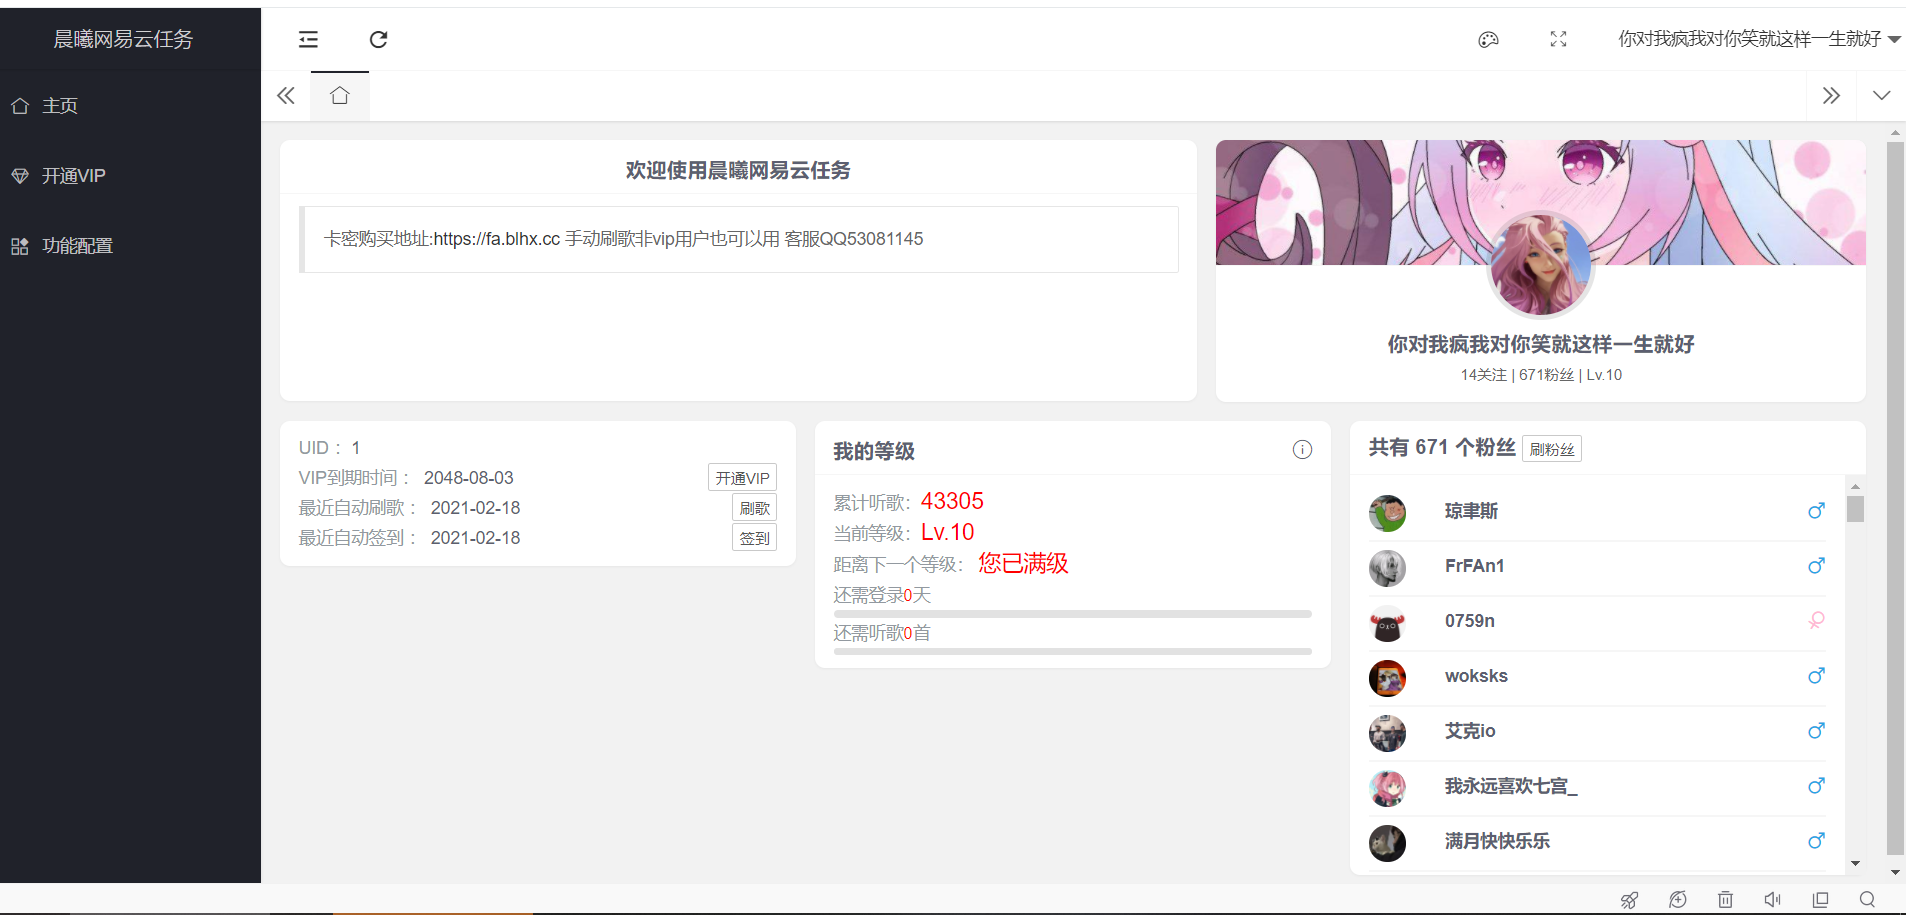 晨曦网易云任务
你对我疯我对你笑就这样一生就好
主页
开通VIP
功能配置
欢迎使用晨曦网易云任务
卡密购买地址:https://fa.blhx.cc 手动刷歌非vip用户也可以用 客服QQ53081145
你对我疯我对你笑就这样一生就好
14关注 | 671粉丝 | Lv.10
UID： 1
VIP到期时间： 2048-08-03 开通VIP
最近自动刷歌： 2021-02-18 刷歌
最近自动签到： 2021-02-18 签到
我的等级
累计听歌: 43305
当前等级: Lv.10
距离下一个等级: 您已满级
还需登录0天
还需听歌0首
共有 671 个粉丝 刷粉丝
琼聿斯
FrFAn1
0759n
woksks
艾克io
我永远喜欢七宫_
满月快快乐乐